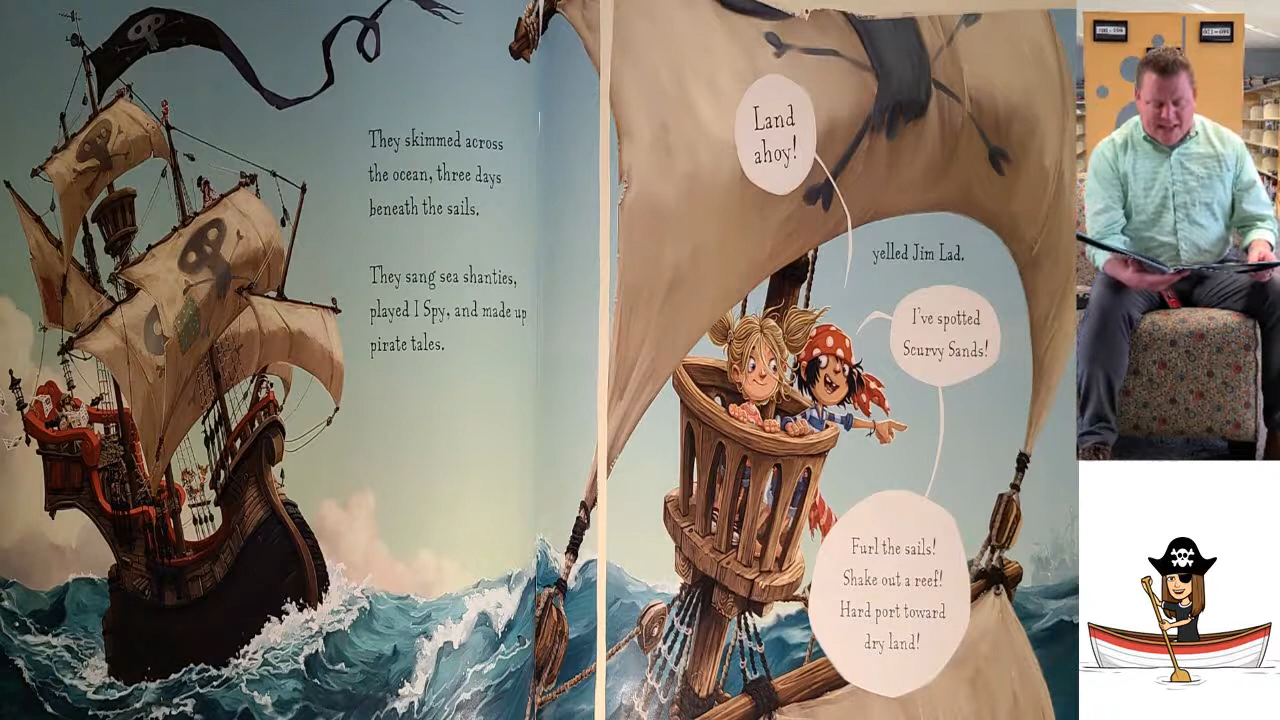 They skimmed across
the ocean, three days
beneath the sails.
They sang sea shanties,
played I Spy, and made up
pirate tales.
Land
ahoy!
yelled Jim Lad.
I've spotted
Scurvy Sands!
Furl the sails!
Shake out a reef!
Hard port toward
dry land!